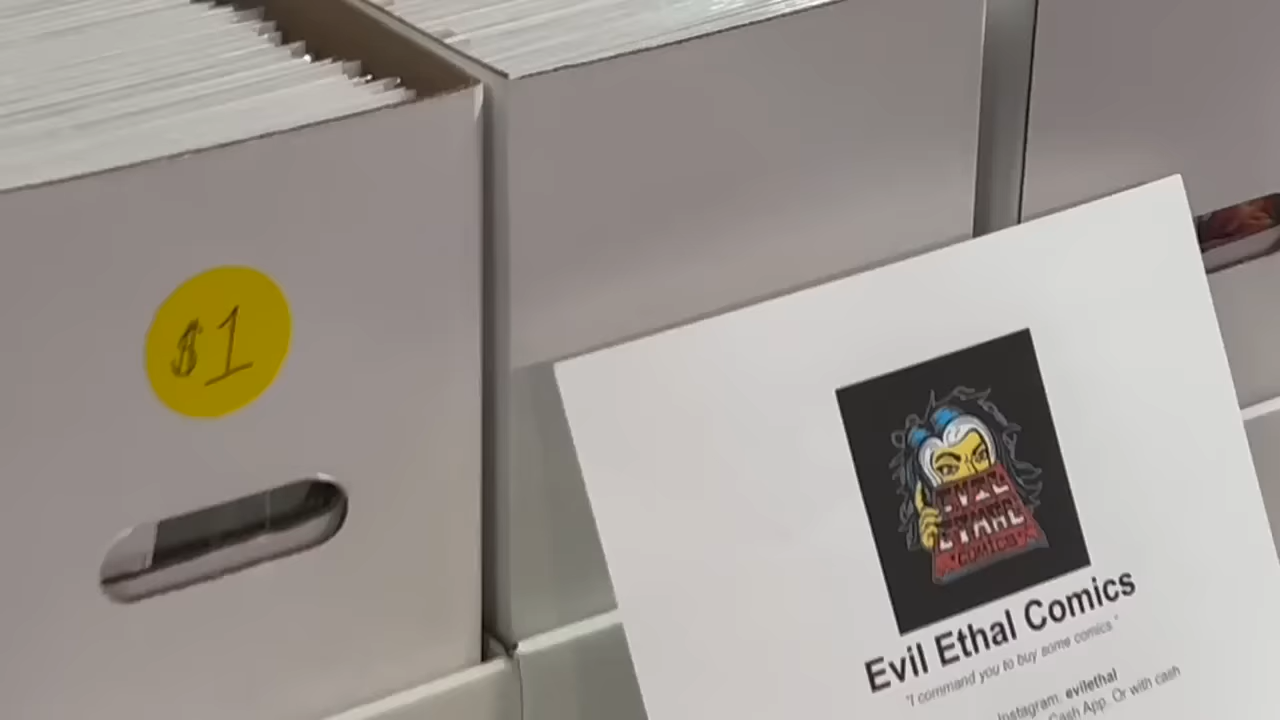 $1
EVIL
ETHAL
COMICS
Evil Ethal Comics
"I command you to buy some comics."
Instagram: evilethal
Cash App. Or with cash